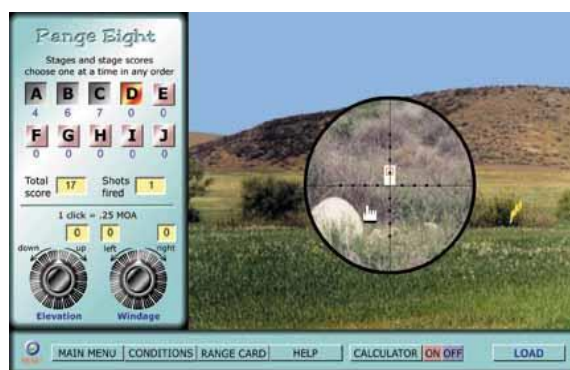 Range Eight
Stages and stage scores
choose one at a time in any order
A B C D E
4 6 7 0 0
F G H I J
0 0 0 0 0
Total score 17 Shots fired 1
1 click = .25 MOA
0 0 0
down up left right
Elevation Windage
MAIN MENU CONDITIONS RANGE CARD HELP CALCULATOR ON OFF LOAD